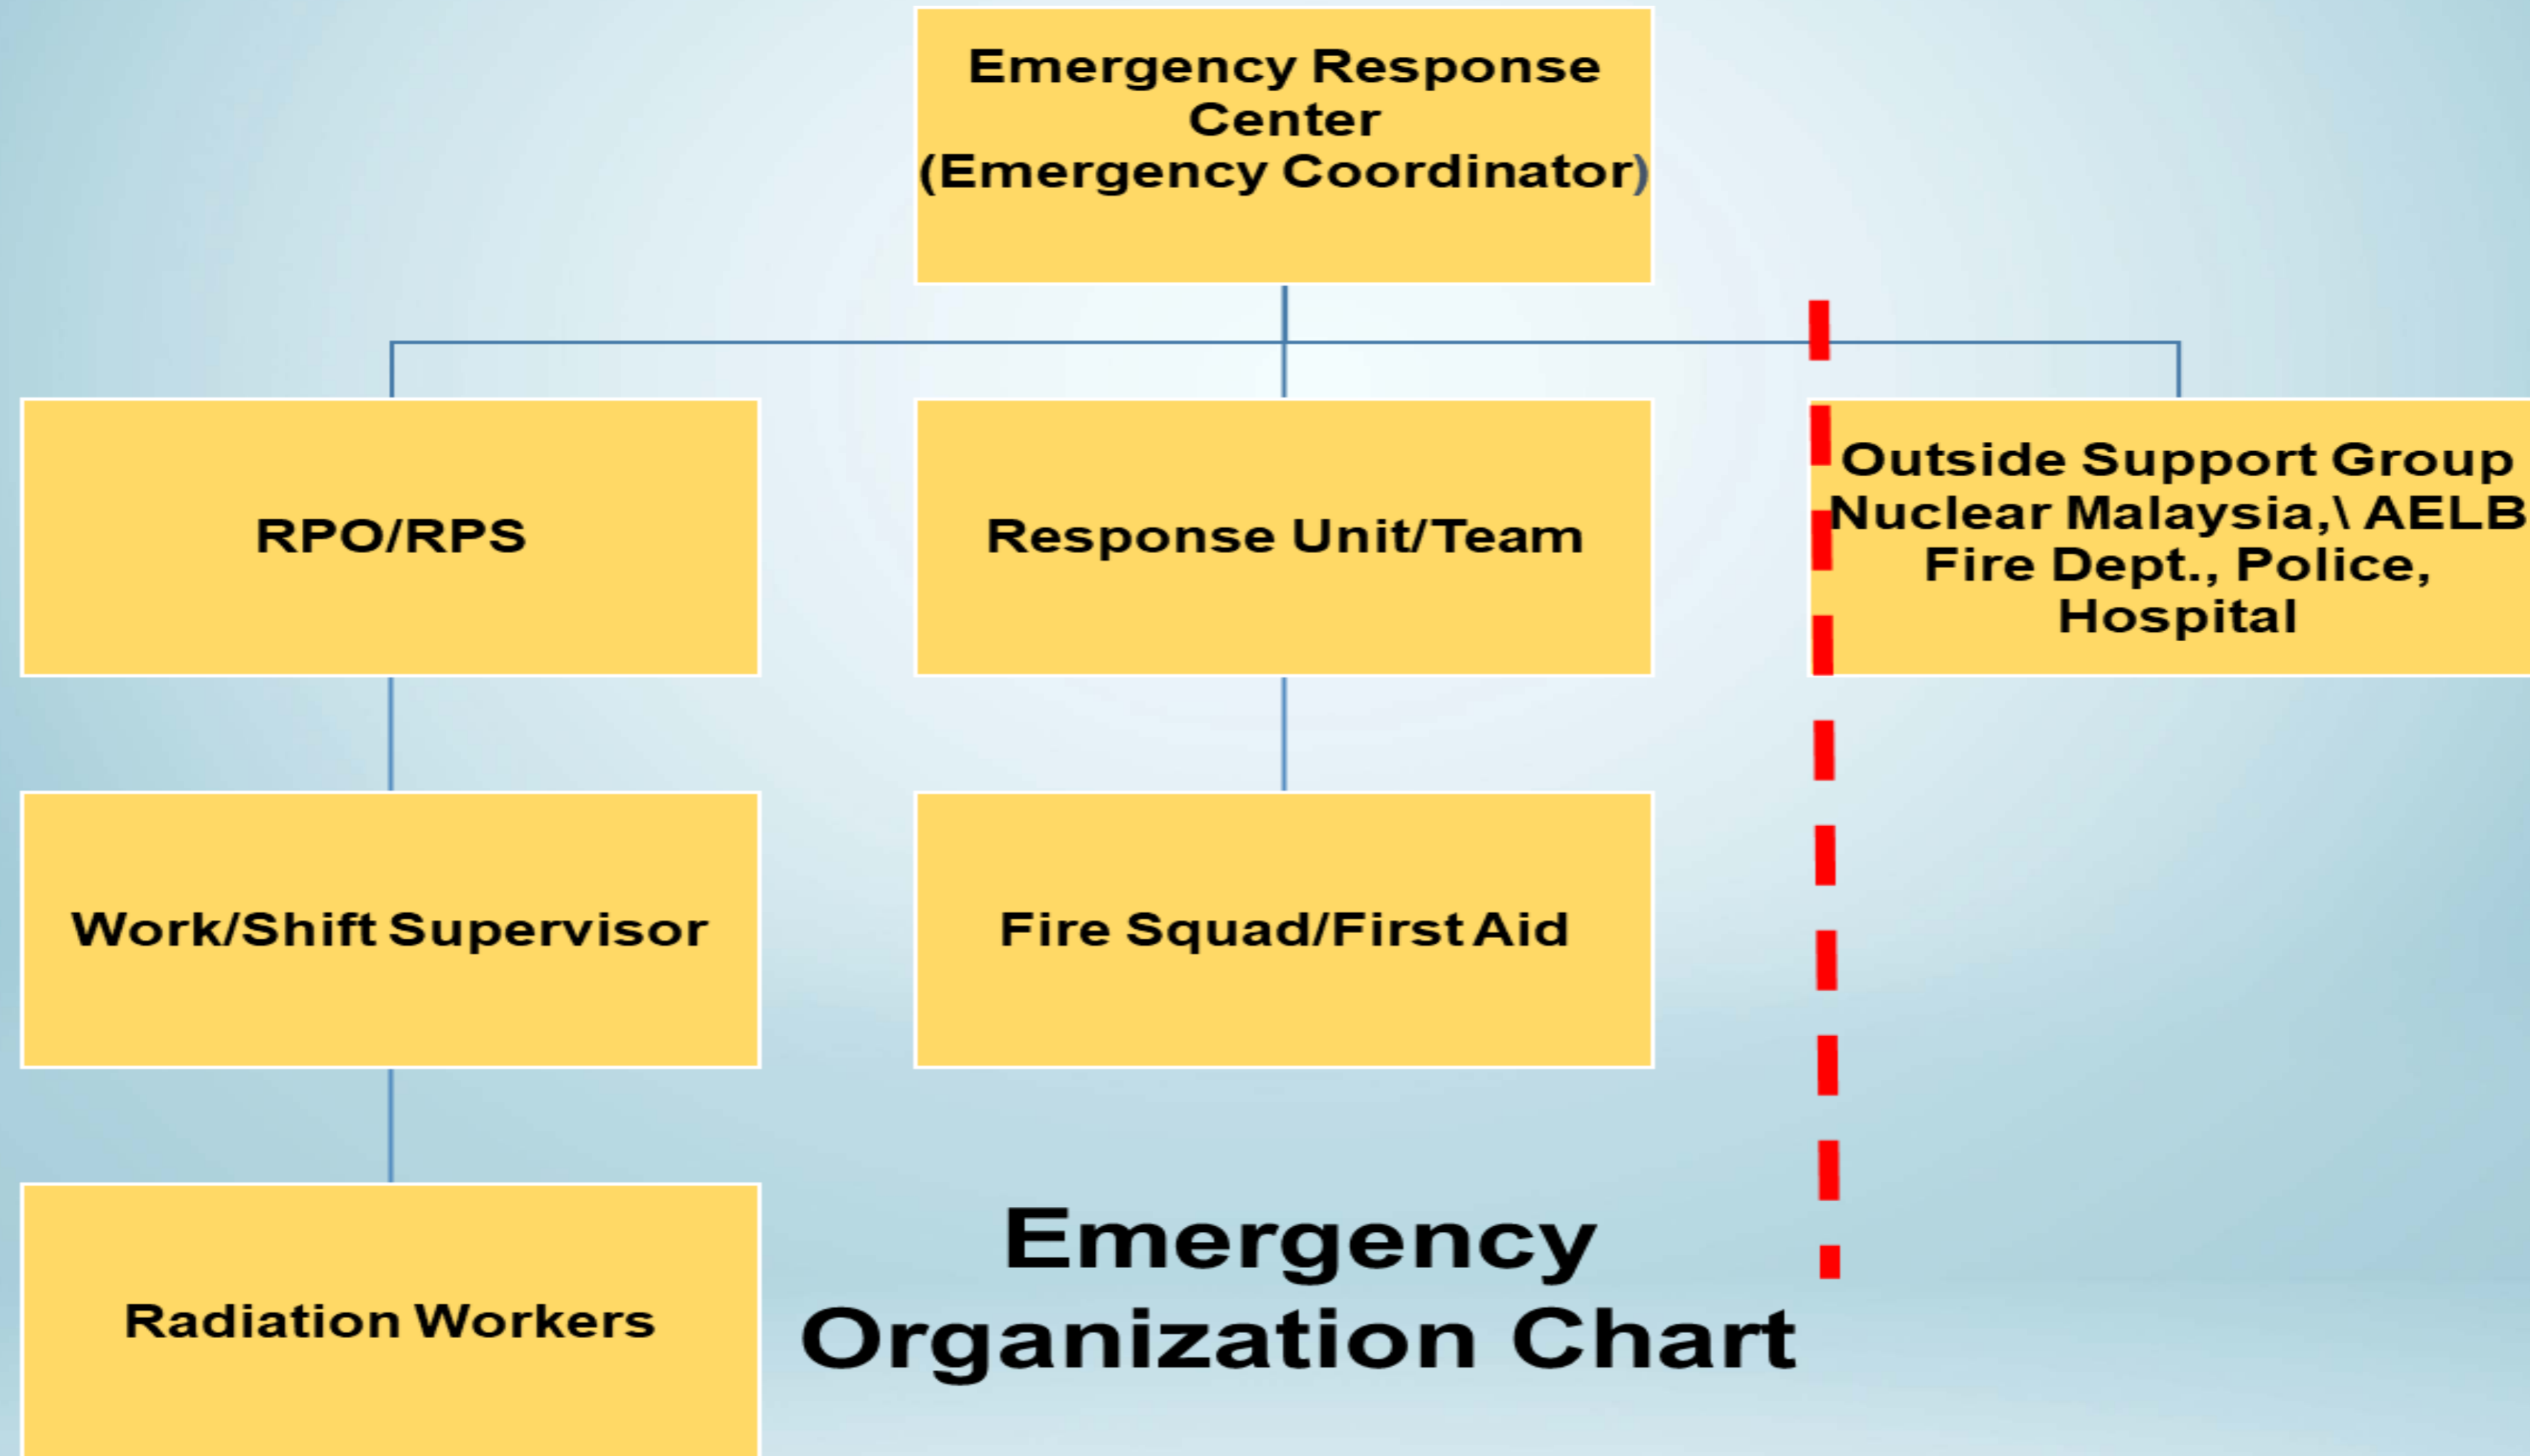 Emergency Response
Center
(Emergency Coordinator)
RPO/RPS
Response Unit/Team
Outside Support Group
Nuclear Malaysia,\ AELB
Fire Dept., Police,
Hospital
Work/Shift Supervisor
Fire Squad/First Aid
Radiation Workers
Emergency
Organization Chart